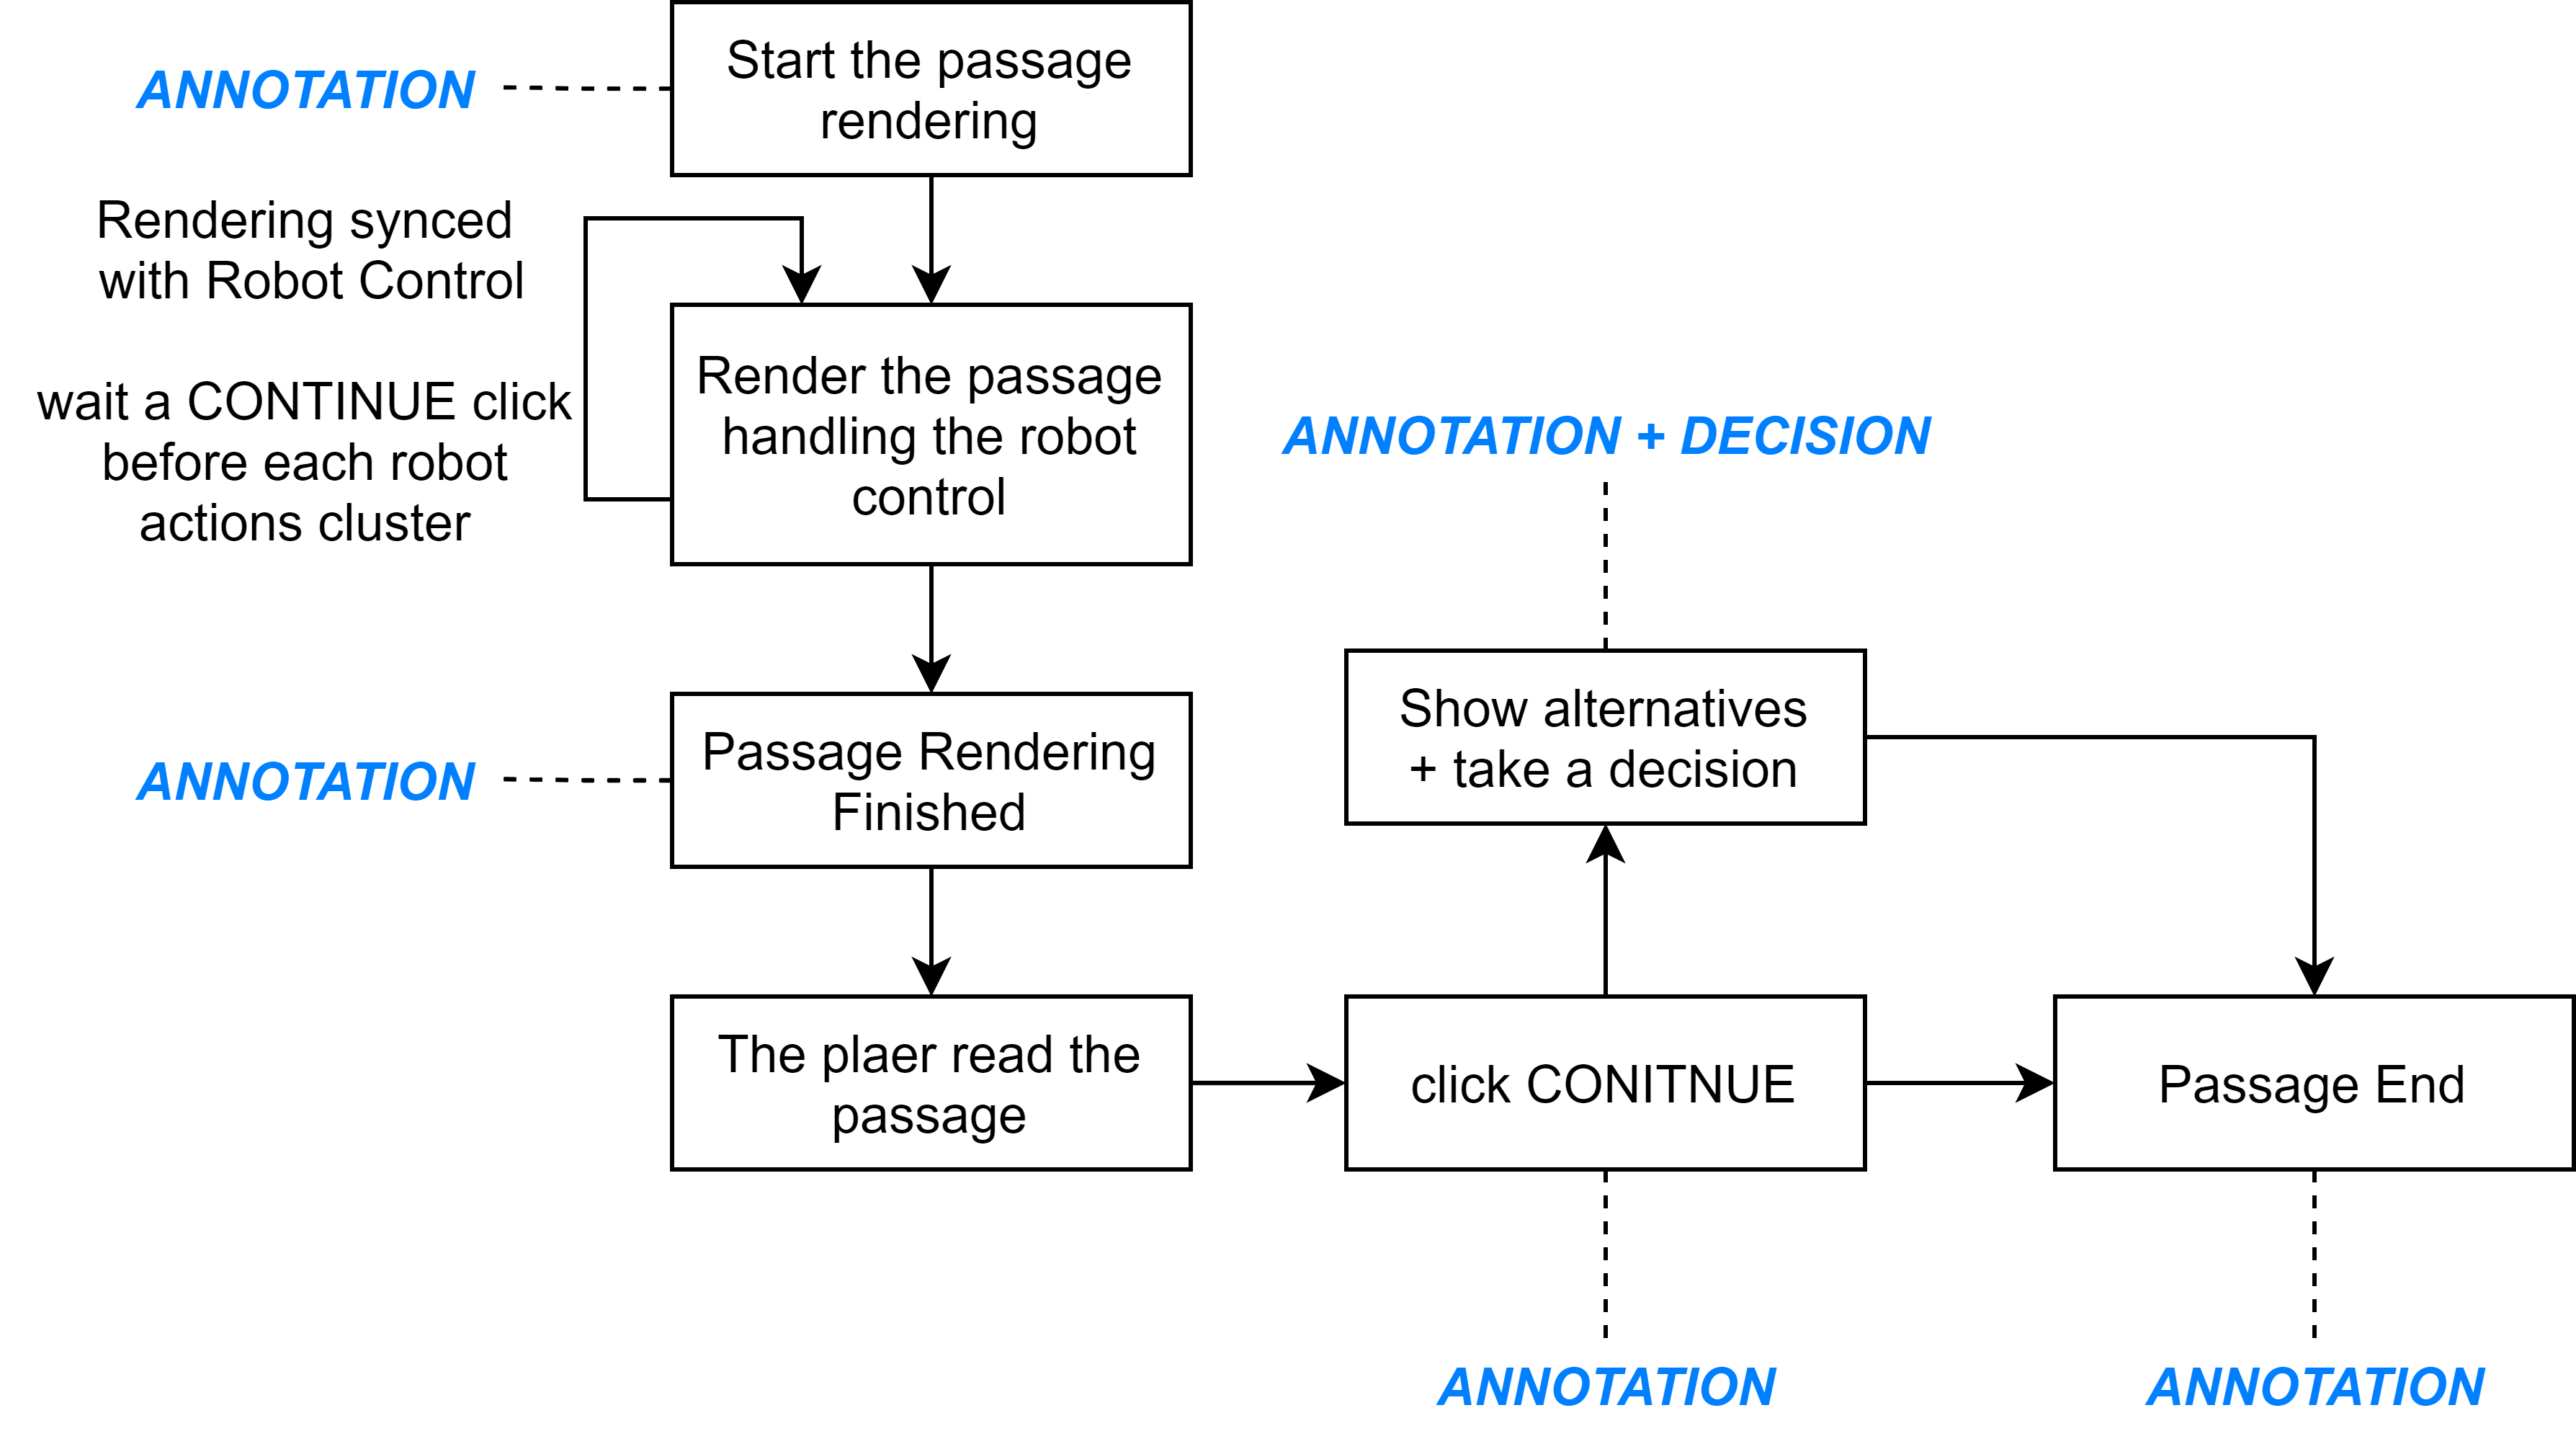 Start the passage
rendering
ANNOTATION
Rendering synced
with Robot Control
wait a CONTINUE click
before each robot
actions cluster
Render the passage
handling the robot
control
ANNOTATION + DECISION
Passage Rendering
Finished
ANNOTATION
Show alternatives
+ take a decision
The plaer read the
passage
click CONITNUE
Passage End
ANNOTATION
ANNOTATION